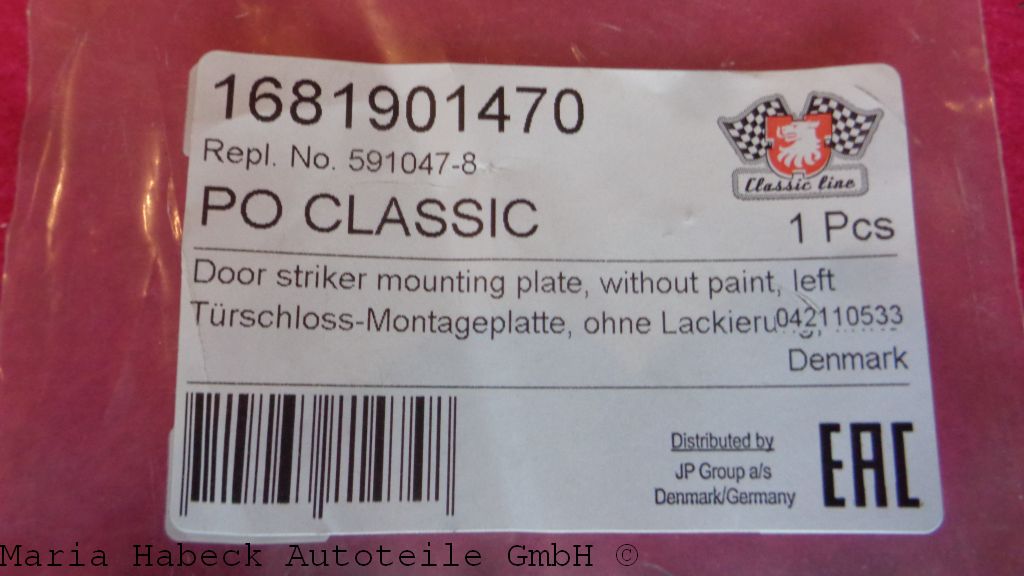 1681901470
Repl. No. 591047-8
PO CLASSIC
Classic line
1 Pcs
Door striker mounting plate, without paint, left
Türschloss-Montageplatte, ohne
042110533
Denmark
Distributed by
JP Group a/s
Denmark/Germany
EAC
Maria Habeck Autoteile GmbH ©